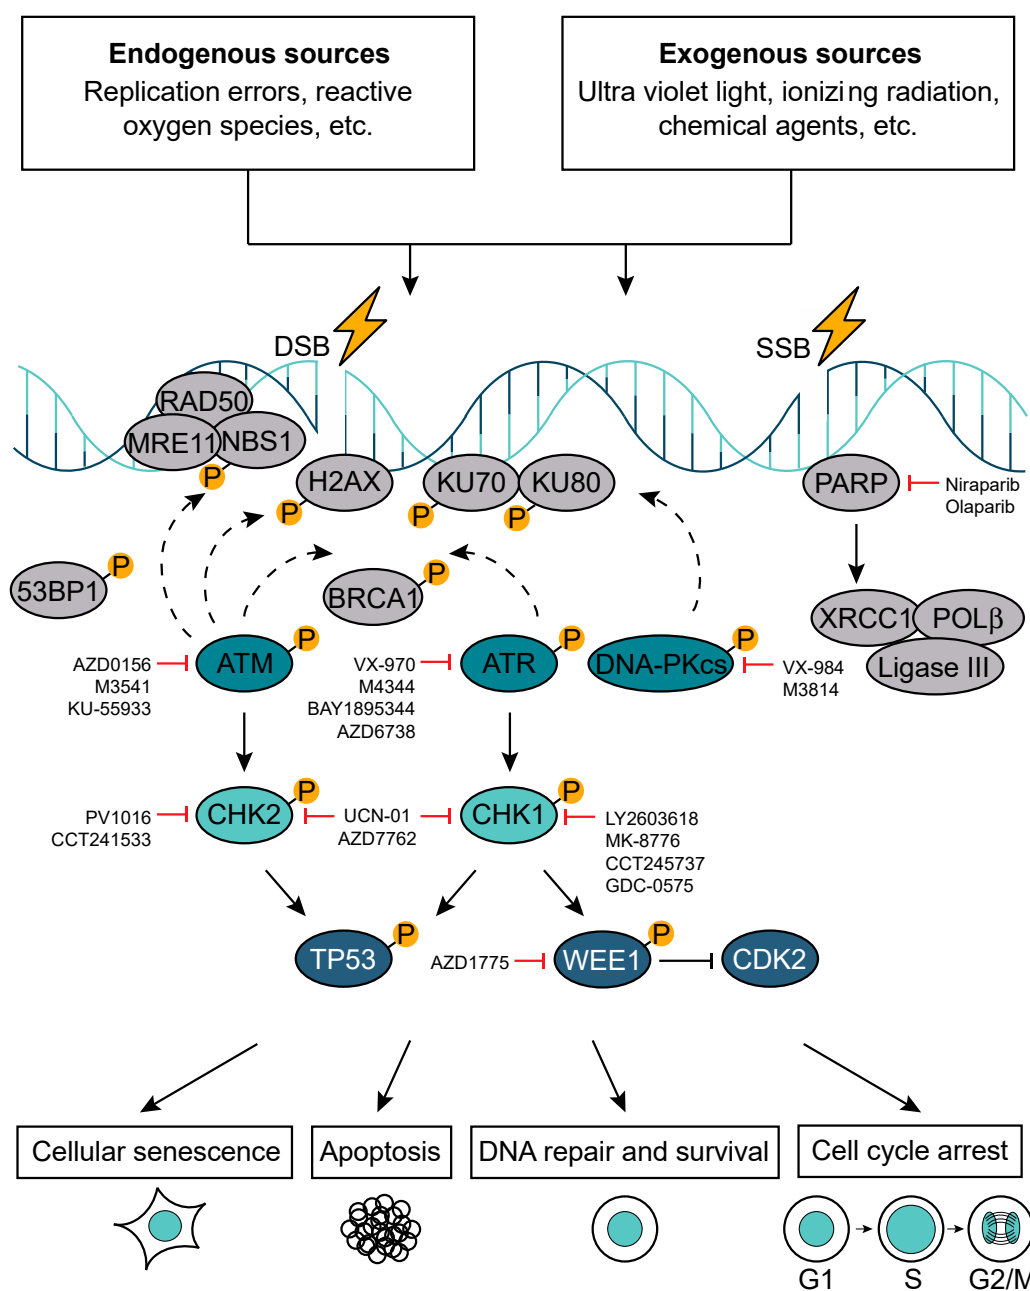 Endogenous sources
Replication errors, reactive
oxygen species, etc.
Exogenous sources
Ultra violet light, ionizing radiation,
chemical agents, etc.
DSB
SSB
RAD50
MRE11
NBS1
P
H2AX
P
KU70
P
KU80
P
PARP
Niraparib
Olaparib
53BP1
P
BRCA1
P
XRCC1
POLβ
Ligase III
ATM
P
AZD0156
M3541
KU-55933
ATR
P
VX-970
M4344
BAY1895344
AZD6738
DNA-PKcs
P
VX-984
M3814
CHK2
P
PV1016
CCT241533
UCN-01
AZD7762
CHK1
P
LY2603618
MK-8776
CCT245737
GDC-0575
TP53
P
AZD1775
WEE1
P
CDK2
Cellular senescence
Apoptosis
DNA repair and survival
Cell cycle arrest
G1
S
G2/M